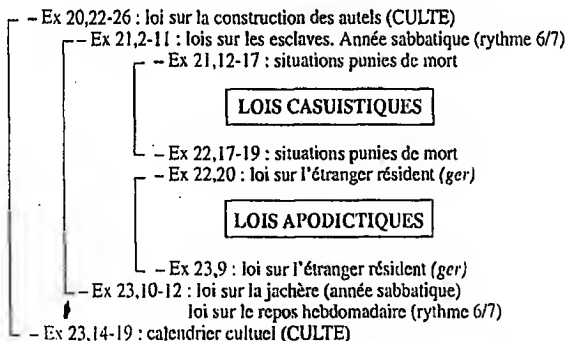 – Ex 20,22-26 : loi sur la construction des autels (CULTE)
– Ex 21,2-11 : lois sur les esclaves. Année sabbatique (rythme 6/7)
– Ex 21,12-17 : situations punies de mort
LOIS CASUISTIQUES
– Ex 22,17-19 : situations punies de mort
– Ex 22,20 : loi sur l'étranger résident (ger)
LOIS APODICTIQUES
– Ex 23,9 : loi sur l'étranger résident (ger)
– Ex 23,10-12 : loi sur la jachère (année sabbatique)
loi sur le repos hebdomadaire (rythme 6/7)
– Ex 23,14-19 : calendrier cultuel (CULTE)